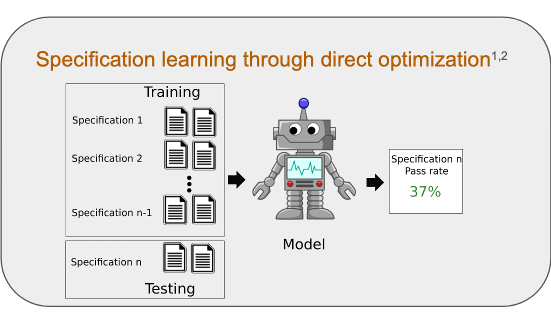 Specification learning through direct optimization1,2
Training
Specification 1
Specification 2
Specification n-1
Specification n
Testing
Model
Specification n
Pass rate
37%